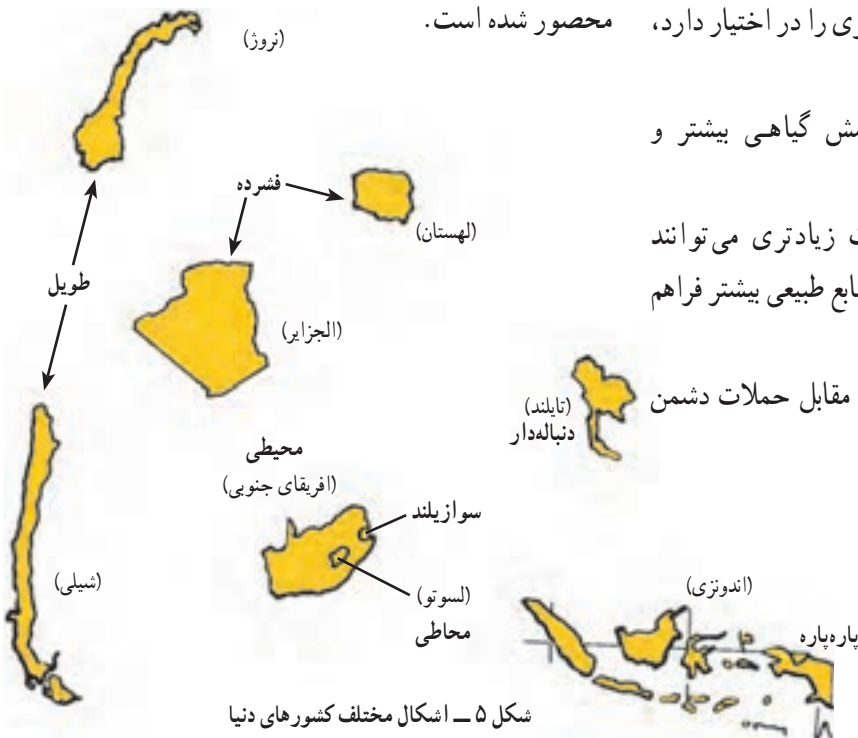 ری را در اختیار دارد،
محصور شده است.
مش گیاهـی بیشتر و
ت زیادتری می‌توانند
ابع طبیعی بیشتر فراهم
مقابل حملات دشمن
(نروژ)
فشرده
(لهستان)
طویل
(الجزایر)
(تایلند)
دنباله‌دار
محیطی
(افریقای جنوبی)
سوازیلند
(شیلی)
(لسوتو)
محاطی
(اندونزی)
پاره‌پاره
شکل ۵ ــ اشکال مختلف کشورهای دنیا